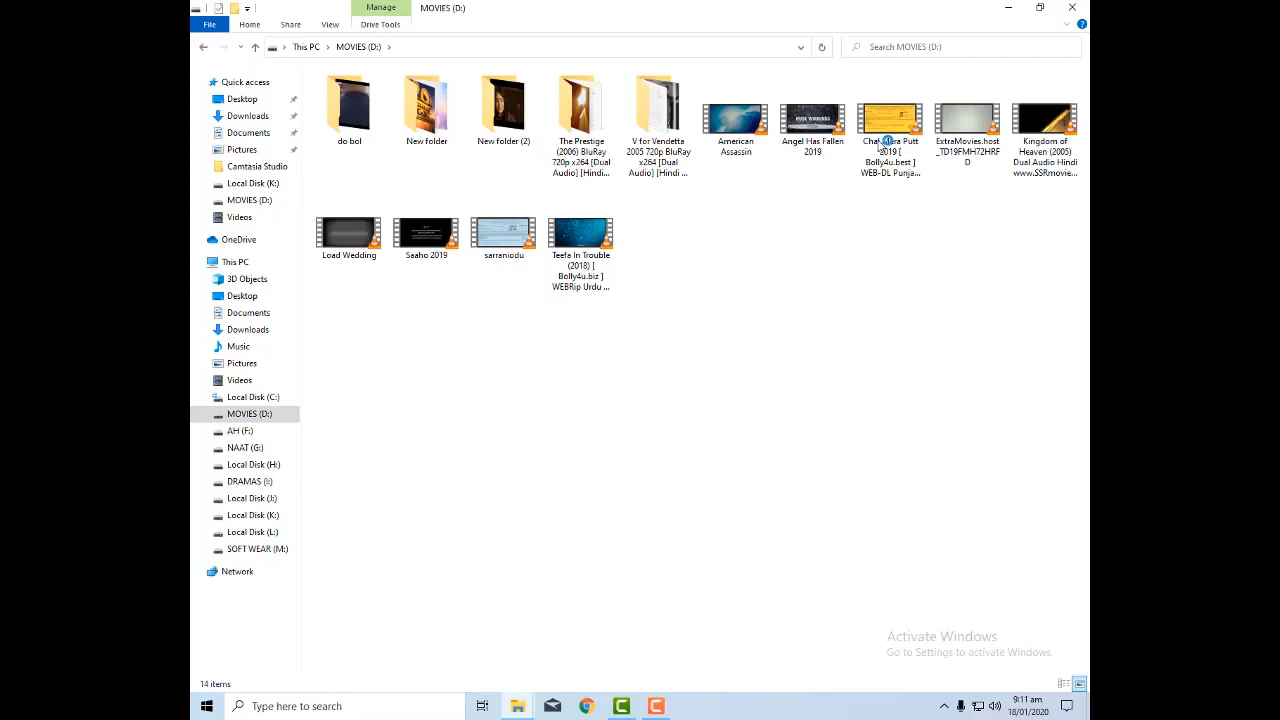 Manage
MOVIES (D:)
File
Home
Share
View
Drive Tools
This PC
MOVIES (D:)
Search MOVIES (D:)
Quick access
Desktop
Downloads
Documents
Pictures
Camtasia Studio
Local Disk (K:)
MOVIES (D:)
Videos
OneDrive
This PC
3D Objects
Desktop
Documents
Downloads
Music
Pictures
Videos
Local Disk (C:)
MOVIES (D:)
AH (F:)
NAAT (G:)
Local Disk (H:)
DRAMAS (I:)
Local Disk (J:)
Local Disk (K:)
Local Disk (L:)
SOFT WEAR (M:)
Network
do bol
New folder
New folder (2)
The Prestige
(2006) BluRay
720p x264 [Dual
Audio] [Hindi...
V for Vendetta
2005 720p BluRay
x264 [Dual
Audio] [Hindi ...
American
Assassin
HUGE WINNINGS
Angel Has Fallen
2019
Putt
2019 [
Bolly4u.best ]
WEB-DL Punja...
ExtraMovies.host
_TD19FMH72HRF
D
Kingdom of
Heaven (2005)
Dual Audio Hindi
www.SSRmovie...
Load Wedding
Saaho 2019
sarraniodu
Teefa In Trouble
(2018) [
Bolly4u.biz ]
WEBRip Urdu ...
Activate Windows
Go to Settings to activate Windows.
14 items
Type here to search
9:11 am
18/01/2020